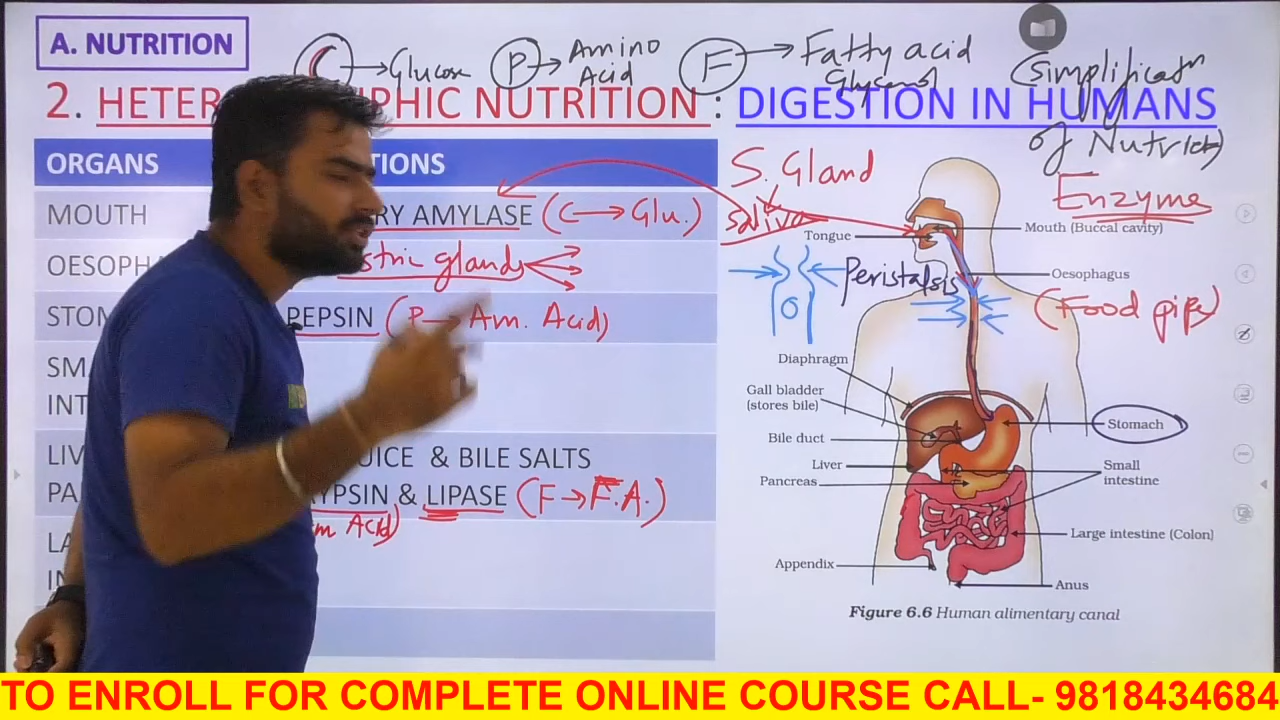 A. NUTRITION
C → Glucose P → Amino Acid F → Fatty acid Glycerol
(Simplification of Nutrients)
2. HETER PHIC NUTRITION : DIGESTION IN HUMANS
ORGANS TIONS
MOUTH RY AMYLASE (C → Glu.)
OESOPHA stric glands
STOM PEPSIN (P → Am. Acid)
SMA
INT
LIV UICE & BILE SALTS
PA YPSIN & LIPASE (F → F.A.)
m Acid)
LA
IN
S. Gland
Saliva
Enzyme
Tongue
Mouth (Buccal cavity)
Peristalsis
Oesophagus
(Food pipe)
Diaphragm
Gall bladder
(stores bile)
Stomach
Bile duct
Liver
Small
intestine
Pancreas
Large intestine (Colon)
Appendix
Anus
Figure 6.6 Human alimentary canal
TO ENROLL FOR COMPLETE ONLINE COURSE CALL- 9818434684